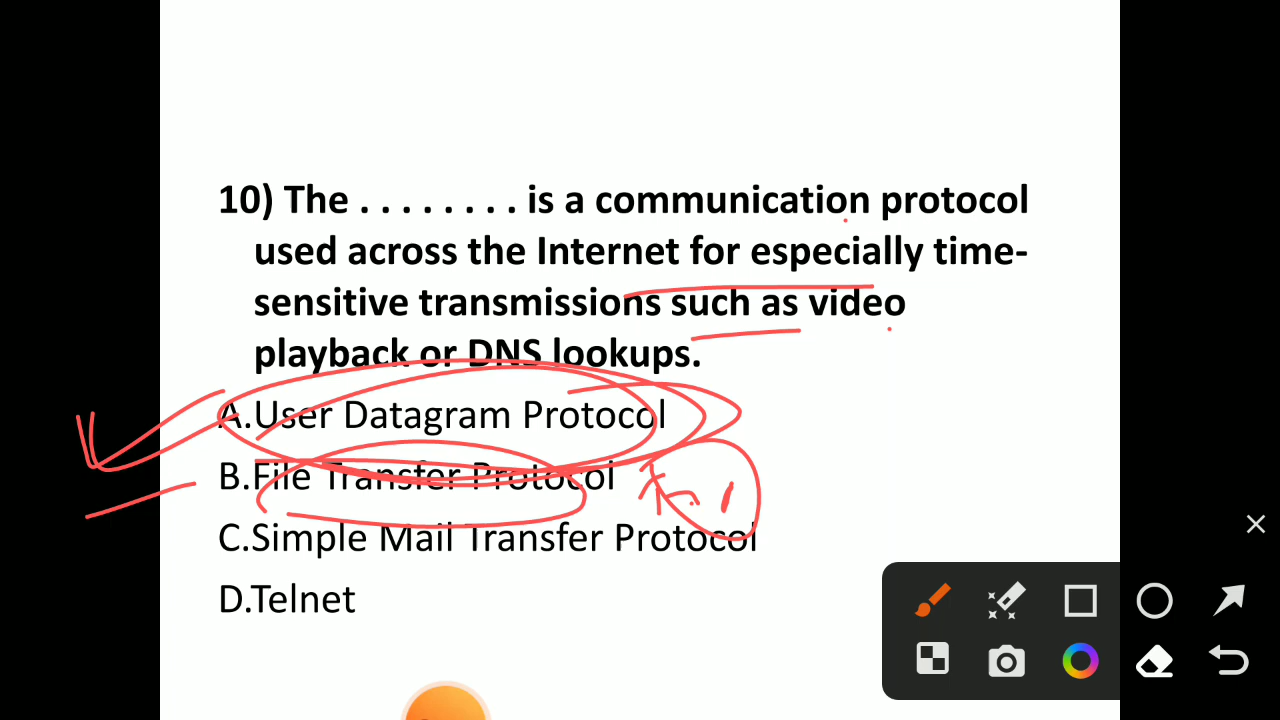 10) The . . . . . . . . is a communication protocol
used across the Internet for especially time-
sensitive transmissions such as video
playback or DNS lookups.
A.User Datagram Protocol
B.File Transfer Protocol
C.Simple Mail Transfer Protocol
D.Telnet